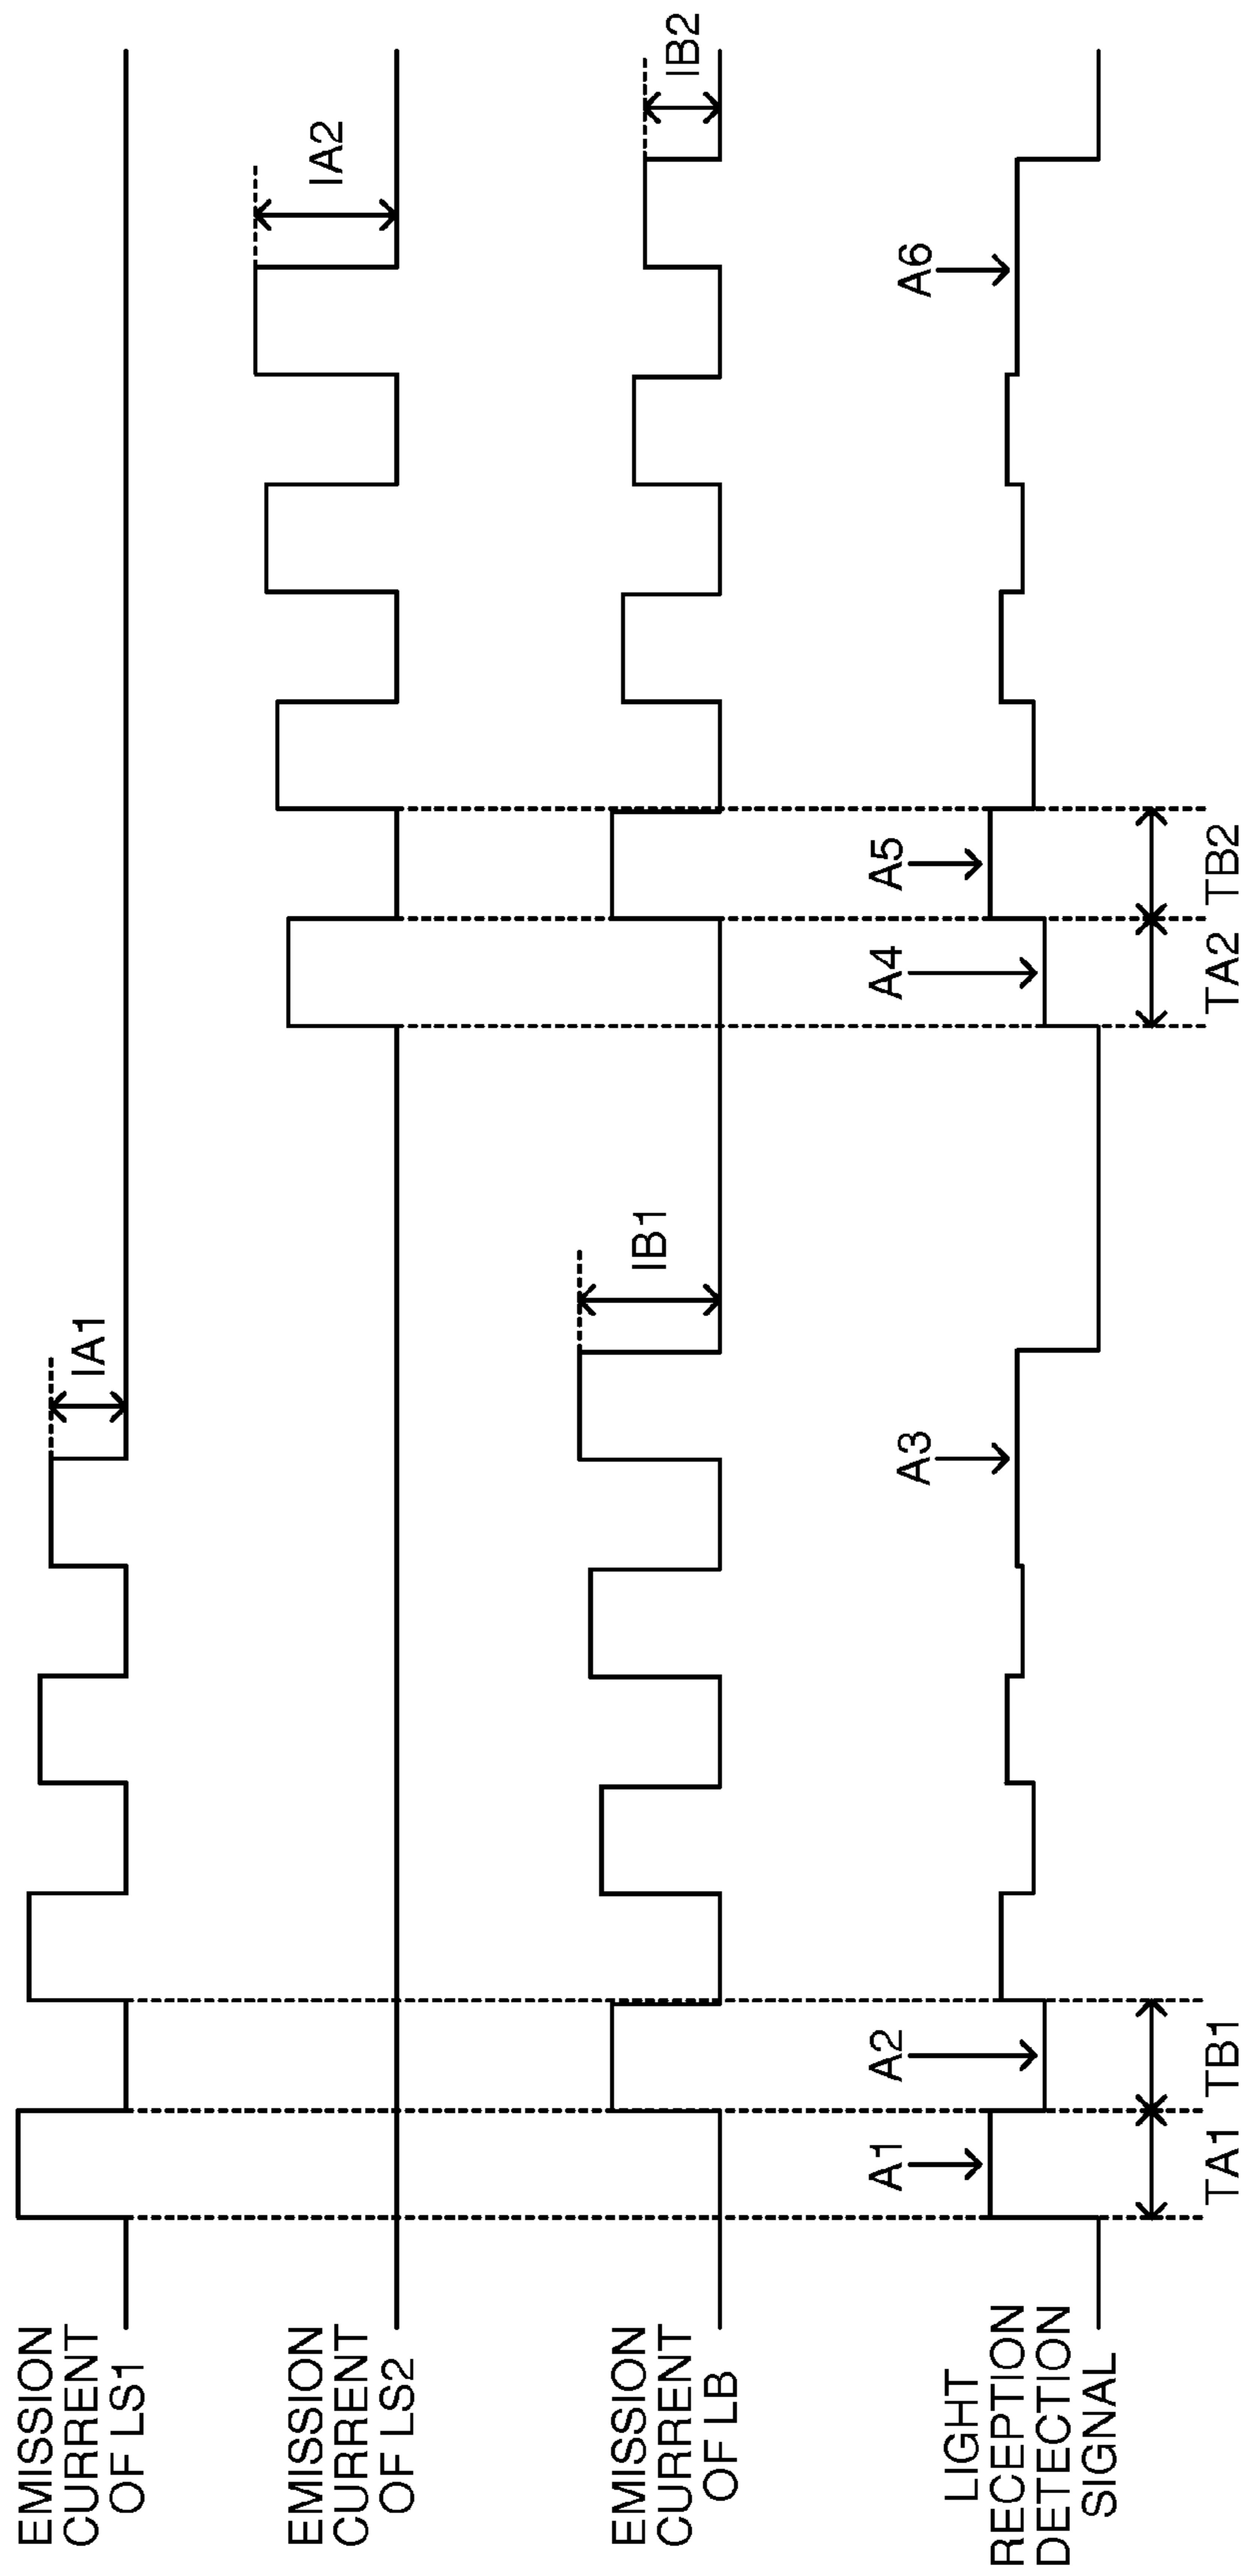 EMISSION
CURRENT
OF LS1
IA1
EMISSION
CURRENT
OF LS2
IA2
EMISSION
CURRENT
OF LB
IB1
IB2
LIGHT
RECEPTION
DETECTION
SIGNAL
A1
A2
A3
A4
A5
A6
TA1
TB1
TA2
TB2